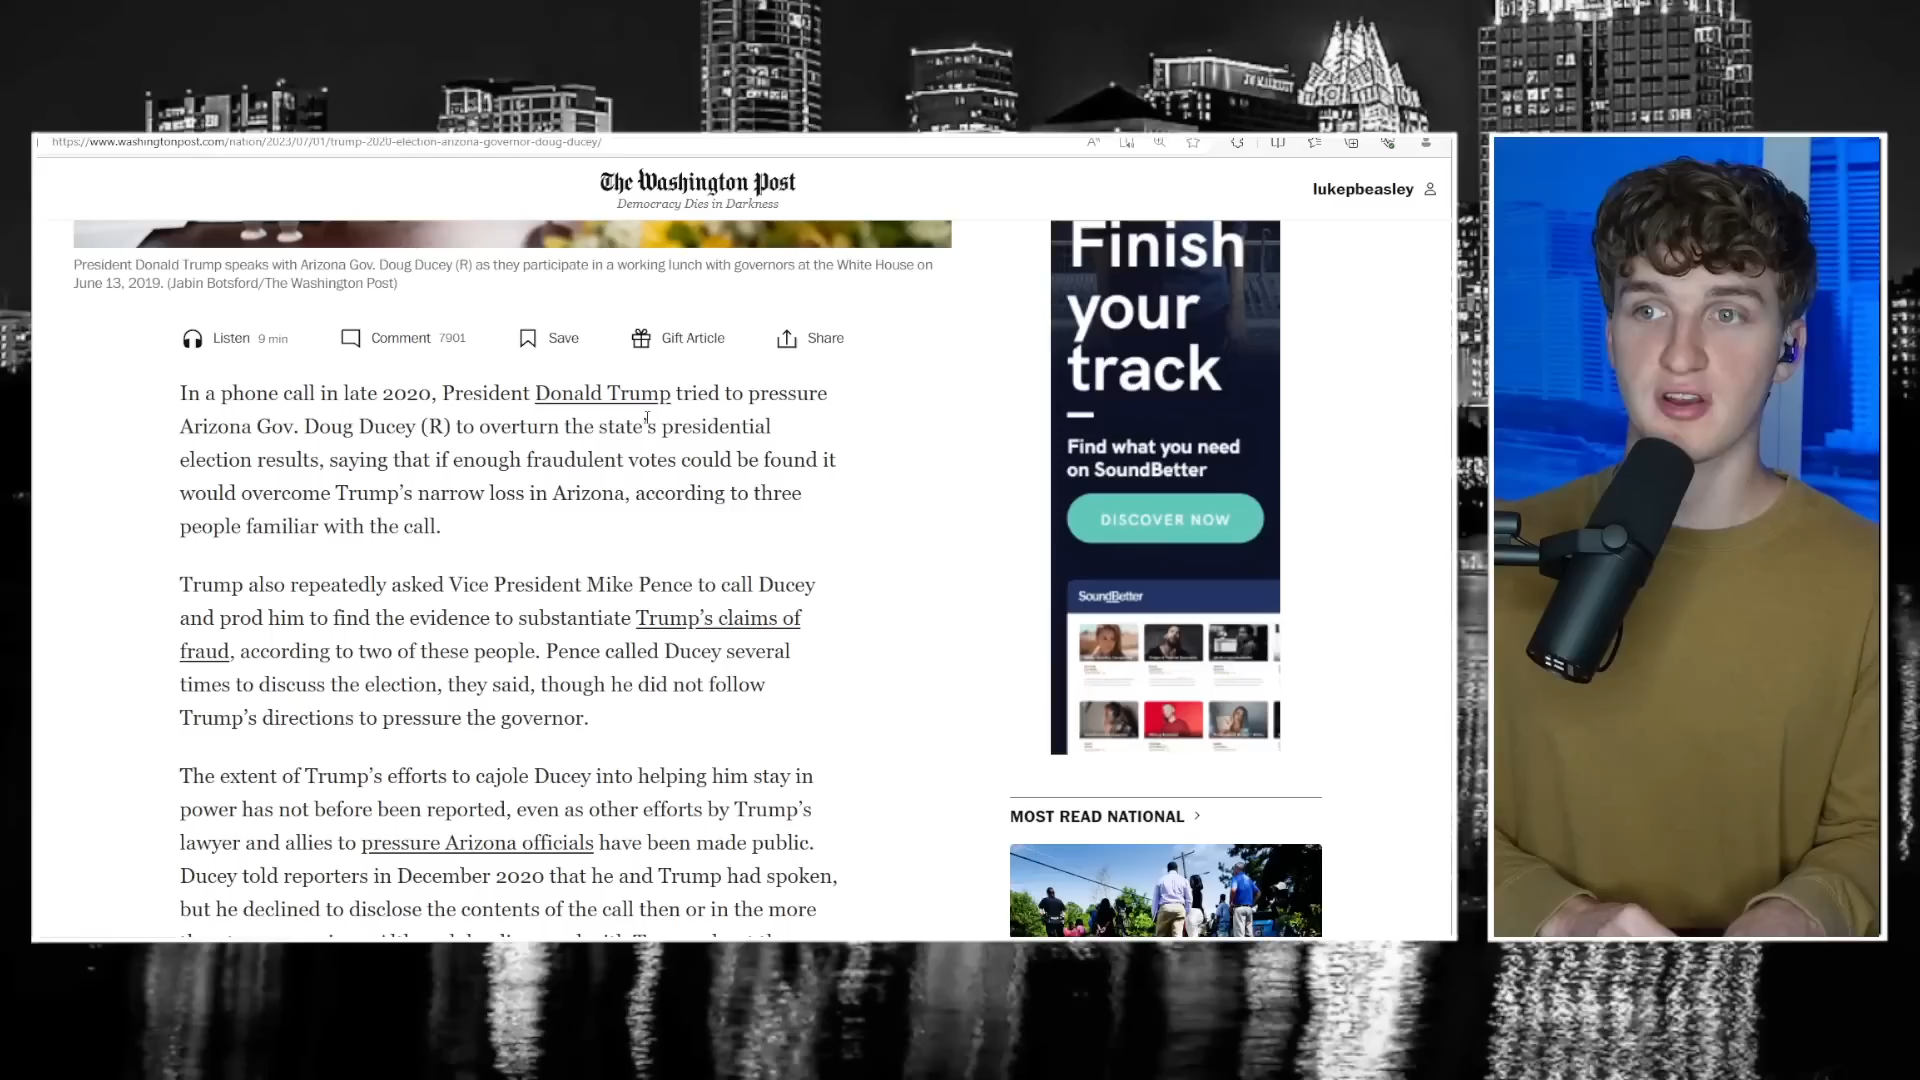 https://www.washingtonpost.com/nation/2023/07/01/trump-2020-election-arizona-governor-doug-ducey/
The Washington Post
Democracy Dies in Darkness
lukepbeasley
President Donald Trump speaks with Arizona Gov. Doug Ducey (R) as they participate in a working lunch with governors at the White House on
June 13, 2019. (Jabin Botsford/The Washington Post)
Listen 9 min Comment 7901 Save Gift Article Share
In a phone call in late 2020, President Donald Trump tried to pressure
Arizona Gov. Doug Ducey (R) to overturn the state's presidential
election results, saying that if enough fraudulent votes could be found it
would overcome Trump's narrow loss in Arizona, according to three
people familiar with the call.
Trump also repeatedly asked Vice President Mike Pence to call Ducey
and prod him to find the evidence to substantiate Trump's claims of
fraud, according to two of these people. Pence called Ducey several
times to discuss the election, they said, though he did not follow
Trump's directions to pressure the governor.
The extent of Trump's efforts to cajole Ducey into helping him stay in
power has not before been reported, even as other efforts by Trump's
lawyer and allies to pressure Arizona officials have been made public.
Ducey told reporters in December 2020 that he and Trump had spoken,
but he declined to disclose the contents of the call then or in the more
Finish
your
track
Find what you need
on SoundBetter
DISCOVER NOW
SoundBetter
MOST READ NATIONAL